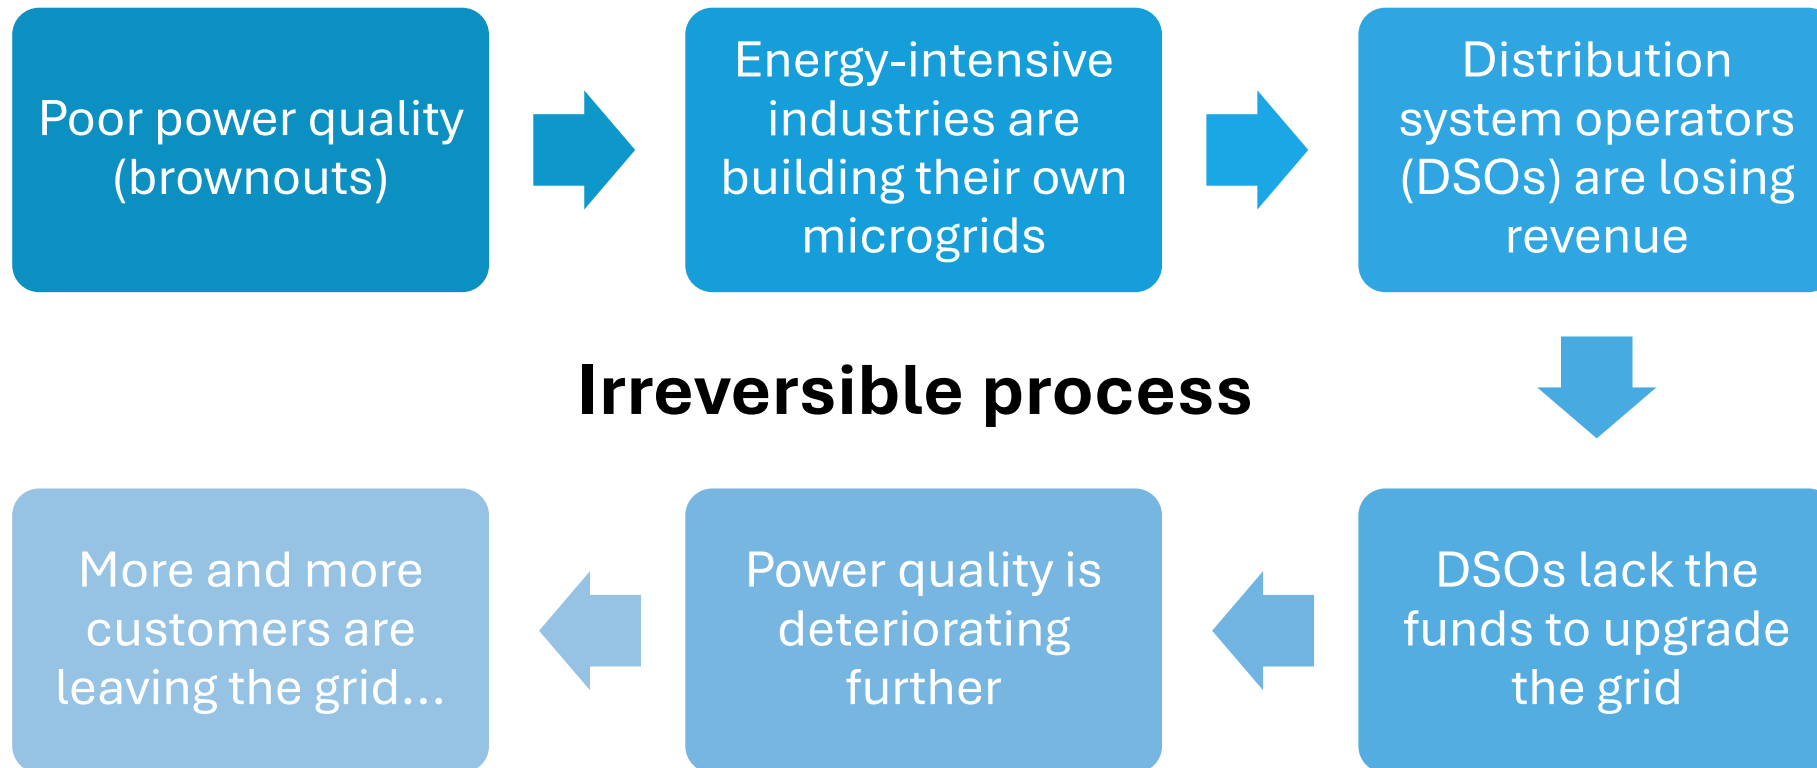 Poor power quality
(brownouts)
Energy-intensive
industries are
building their own
microgrids
Distribution
system operators
(DSOs) are losing
revenue
Irreversible process
DSOs lack the
funds to upgrade
the grid
Power quality is
deteriorating
further
More and more
customers are
leaving the grid...